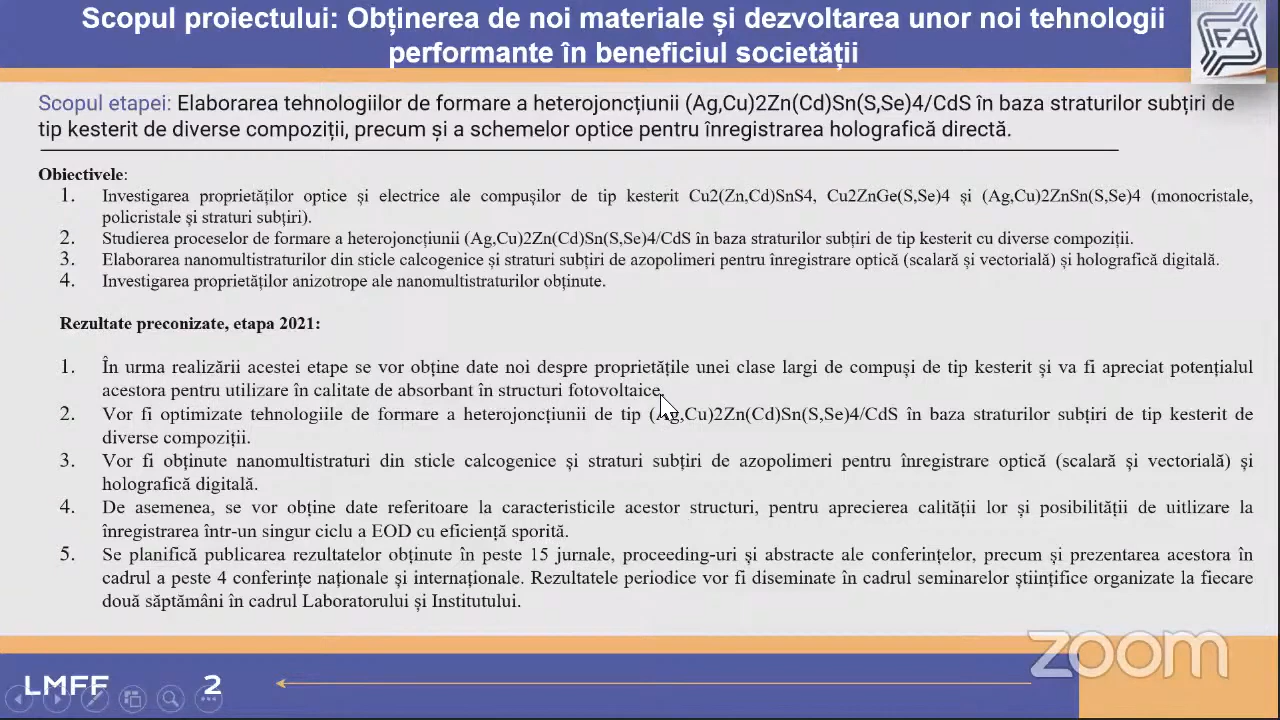 Scopul proiectului: Obținerea de noi materiale și dezvoltarea unor noi tehnologii
performante în beneficiul societății
IFA
Scopul etapei: Elaborarea tehnologiilor de formare a heterojoncțiunii (Ag,Cu)2Zn(Cd)Sn(S,Se)4/CdS în baza straturilor subțiri de
tip kesterit de diverse compoziții, precum și a schemelor optice pentru înregistrarea holografică directă.
Obiectivele:
1. Investigarea proprietăților optice și electrice ale compușilor de tip kesterit Cu2(Zn,Cd)SnS4, Cu2ZnGe(S,Se)4 și (Ag,Cu)2ZnSn(S,Se)4 (monocristale,
policristale și straturi subțiri).
2. Studierea proceselor de formare a heterojoncțiunii (Ag,Cu)2Zn(Cd)Sn(S,Se)4/CdS în baza straturilor subțiri de tip kesterit cu diverse compoziții.
3. Elaborarea nanomultistraturilor din sticle calcogenice și straturi subțiri de azopolimeri pentru înregistrare optică (scalară și vectorială) și holografică digitală.
4. Investigarea proprietăților anizotrope ale nanomultistraturilor obținute.
Rezultate preconizate, etapa 2021:
1. În urma realizării acestei etape se vor obține date noi despre proprietățile unei clase largi de compuși de tip kesterit și va fi apreciat potențialul
acestora pentru utilizare în calitate de absorbant în structuri fotovoltaice.
2. Vor fi optimizate tehnologiile de formare a heterojoncțiunii de tip (Ag,Cu)2Zn(Cd)Sn(S,Se)4/CdS în baza straturilor subțiri de tip kesterit de
diverse compoziții.
3. Vor fi obținute nanomultistraturi din sticle calcogenice și straturi subțiri de azopolimeri pentru înregistrare optică (scalară și vectorială) și
holografică digitală.
4. De asemenea, se vor obține date referitoare la caracteristicile acestor structuri, pentru aprecierea calității lor și posibilității de uitlizare la
înregistrarea într-un singur ciclu a EOD cu eficiență sporită.
5. Se planifică publicarea rezultatelor obținute în peste 15 jurnale, proceeding-uri și abstracte ale conferințelor, precum și prezentarea acestora în
cadrul a peste 4 conferințe naționale și internaționale. Rezultatele periodice vor fi diseminate în cadrul seminarelor științifice organizate la fiecare
două săptămâni în cadrul Laboratorului și Institutului.
zoom
LMFF 2